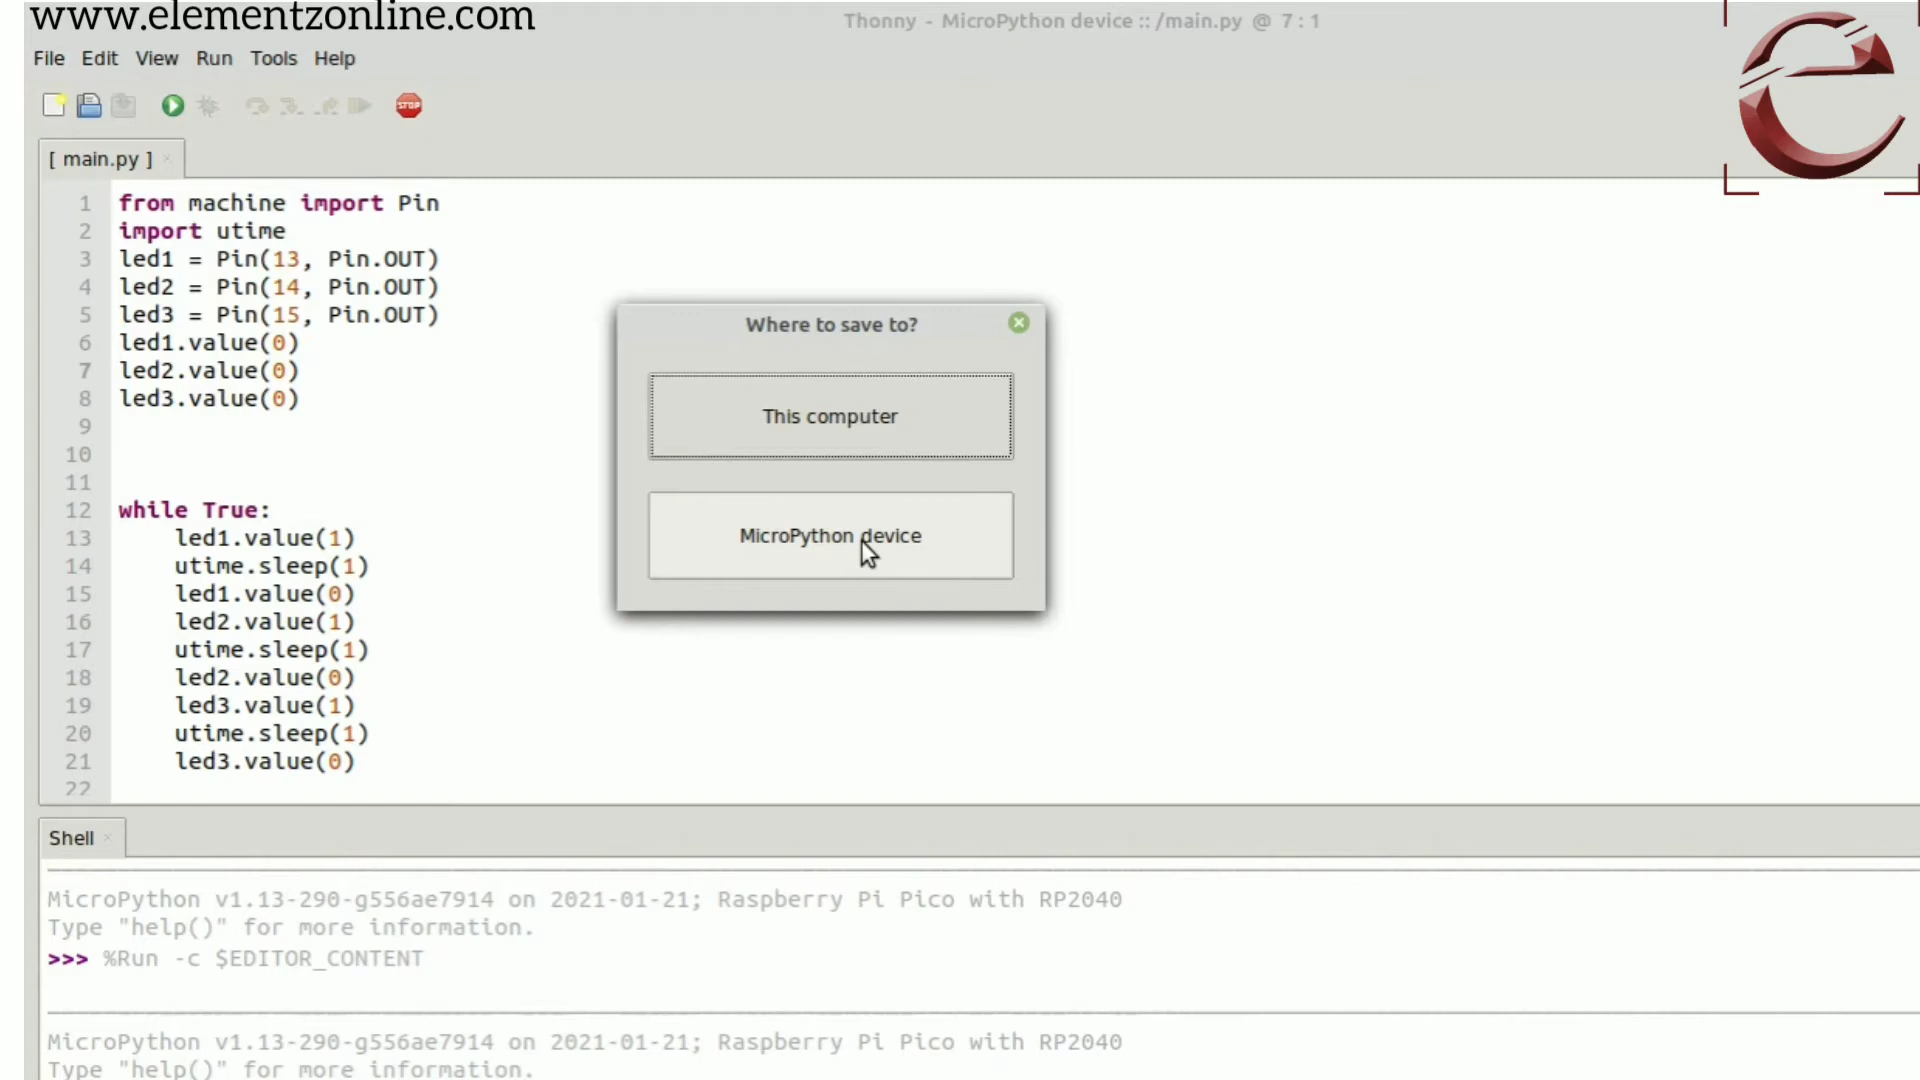 www.elementzonline.com
Thonny - MicroPython device :: /main.py @ 7 : 1
File Edit View Run Tools Help
STOP
[ main.py ]
1 from machine import Pin
2 import utime
3 led1 = Pin(13, Pin.OUT)
4 led2 = Pin(14, Pin.OUT)
5 led3 = Pin(15, Pin.OUT)
6 led1.value(0)
7 led2.value(0)
8 led3.value(0)
9
10
11
12 while True:
13 led1.value(1)
14 utime.sleep(1)
15 led1.value(0)
16 led2.value(1)
17 utime.sleep(1)
18 led2.value(0)
19 led3.value(1)
20 utime.sleep(1)
21 led3.value(0)
22
Where to save to?
This computer
MicroPython device
Shell
MicroPython v1.13-290-g556ae7914 on 2021-01-21; Raspberry Pi Pico with RP2040
Type "help()" for more information.
>>> %Run -c $EDITOR_CONTENT
MicroPython v1.13-290-g556ae7914 on 2021-01-21; Raspberry Pi Pico with RP2040
Type "help()" for more information.